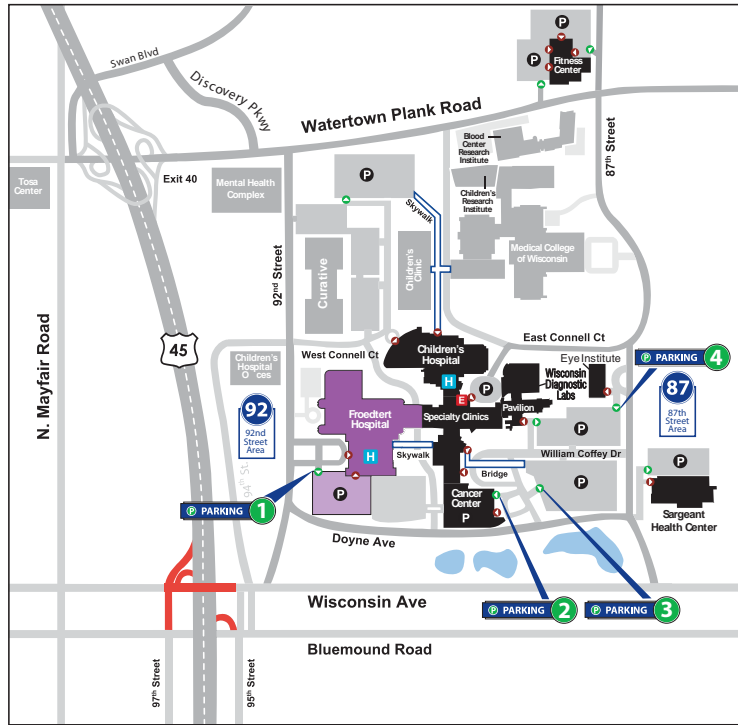 Swan Blvd
Discovery Pkwy
Watertown Plank Road
P
P
P
Fitness
Center
87th Street
Blood
Center
Research
Institute
Children's
Research
Institute
Tosa
Center
Exit 40
Mental Health
Complex
P
Skywalk
Medical College
of Wisconsin
92nd Street
Curative
Children's
Clinic
N. Mayfair Road
45
East Connell Ct
West Connell Ct
Children's
Hospital
Eye Institute
P PARKING 4
Children's
Hospital
O ces
Wisconsin
Diagnostic
Labs
H
E
P
92
92nd
Street
Area
Froedtert
Hospital
Specialty Clinics
Pavilion
87
87th
Street
Area
P
H
Skywalk
William Coffey Dr
Bridge
P
P
94th St.
P
Cancer
Center
P
Sargeant
Health Center
P PARKING 1
Doyne Ave
Wisconsin Ave
P PARKING 2
P PARKING 3
Bluemound Road
97th Street
95th Street